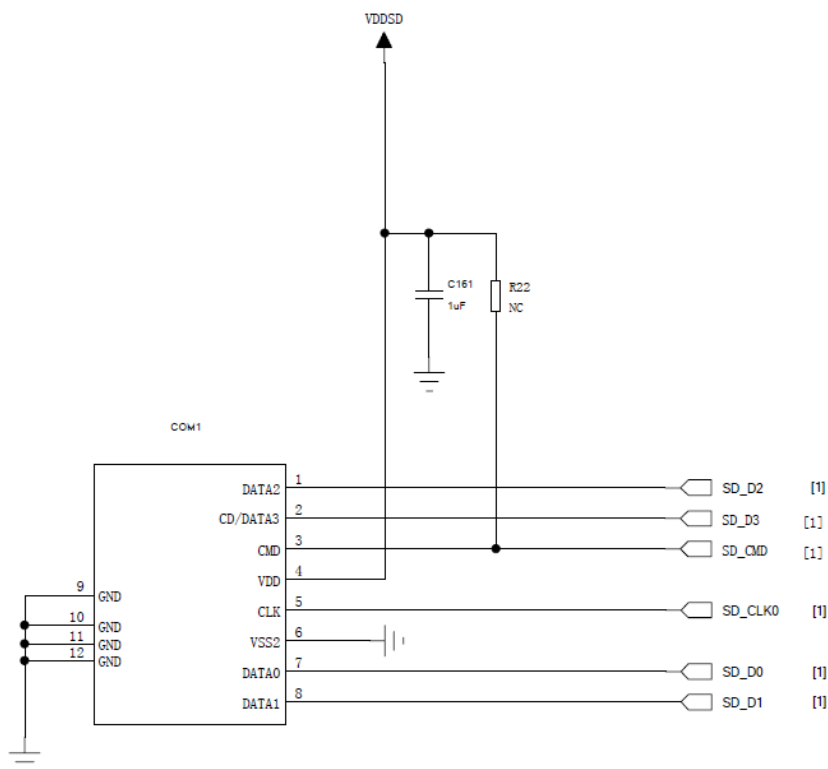 VDDSD
C161
1uF
R22
NC
COM1
DATA2 1 SD_D2 [1]
CD/DATA3 2 SD_D3 [1]
CMD 3 SD_CMD [1]
VDD 4
9 GND
CLK 5 SD_CLK0 [1]
10 GND
VSS2 6
11 GND
12 GND
DATA0 7 SD_D0 [1]
DATA1 8 SD_D1 [1]